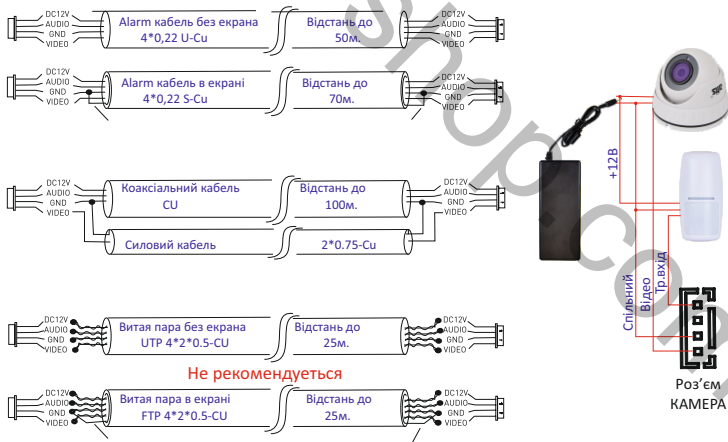 DC12V
AUDIO
GND
VIDEO
Alarm кабель без екрана
4*0,22 U-Cu
Відстань до
50м.
DC12V
AUDIO
GND
VIDEO
DC12V
AUDIO
GND
VIDEO
Alarm кабель в екрані
4*0,22 S-Cu
Відстань до
70м.
DC12V
AUDIO
GND
VIDEO
DC12V
AUDIO
GND
VIDEO
Коаксіальний кабель
CU
Відстань до
100м.
DC12V
AUDIO
GND
VIDEO
Силовий кабель
2*0.75-Cu
DC12V
AUDIO
GND
VIDEO
Витая пара без екрана
UTP 4*2*0.5-CU
Відстань до
25м.
DC12V
AUDIO
GND
VIDEO
Не рекомендуеться
DC12V
AUDIO
GND
VIDEO
Витая пара в екрані
FTP 4*2*0.5-CU
Відстань до
25м.
DC12V
AUDIO
GND
VIDEO
+12В
Спільний
Відео
Тр.вхід
Роз’єм
КАМЕРА
shop.com